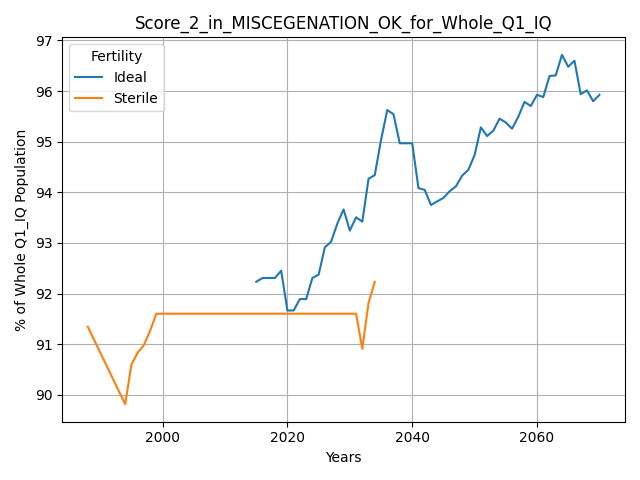 Score_2_in_MISCEGENATION_OK_for_Whole_Q1_IQ
Fertility
Ideal
Sterile
% of Whole Q1_IQ Population
97
96
95
94
93
92
91
90
2000
2020
2040
2060
Years